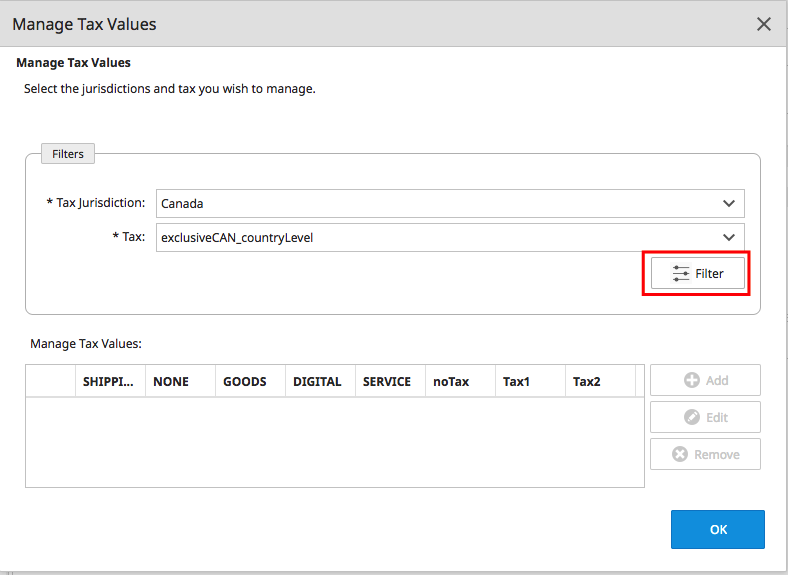 Manage Tax Values
Manage Tax Values
Select the jurisdictions and tax you wish to manage.
Filters
* Tax Jurisdiction: Canada
* Tax: exclusiveCAN_countryLevel
Filter
Manage Tax Values:
SHIPPI... NONE GOODS DIGITAL SERVICE noTax Tax1 Tax2
Add
Edit
Remove
OK